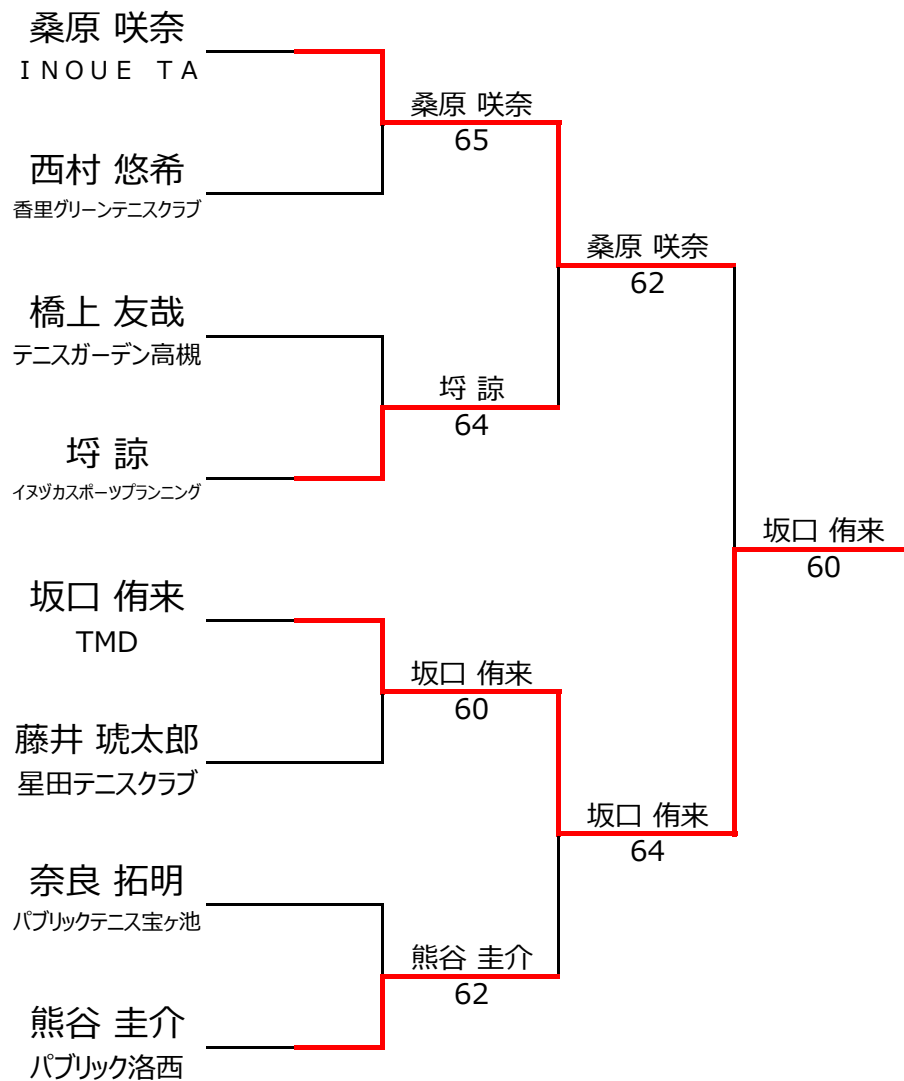 桑原 咲奈
ＩＮＯＵＥ ＴＡ
桑原 咲奈
65
西村 悠希
香里グリーンテニスクラブ
桑原 咲奈
62
橋上 友哉
テニスガーデン高槻
埒 諒
64
埒 諒
イヌヅカスポーツプランニング
坂口 侑来
60
坂口 侑来
TMD
坂口 侑来
60
藤井 琥太郎
星田テニスクラブ
坂口 侑来
64
奈良 拓明
パブリックテニス宝ヶ池
熊谷 圭介
62
熊谷 圭介
パブリック洛西